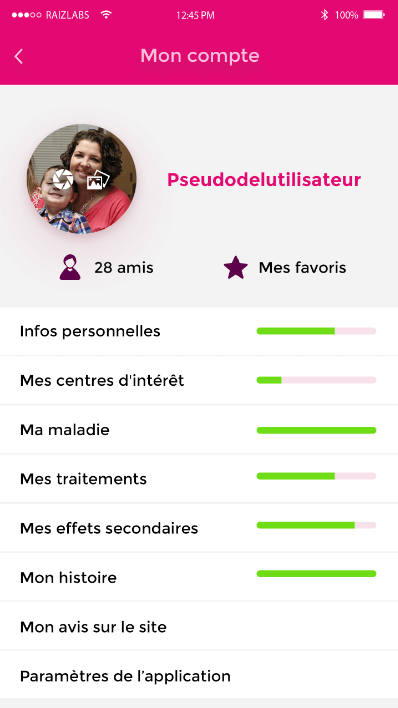 RAIZLABS
12:45 PM
100%
Mon compte
Pseudodelutilisateur
28 amis
Mes favoris
Infos personnelles
Mes centres d'intérêt
Ma maladie
Mes traitements
Mes effets secondaires
Mon histoire
Mon avis sur le site
Paramètres de l’application